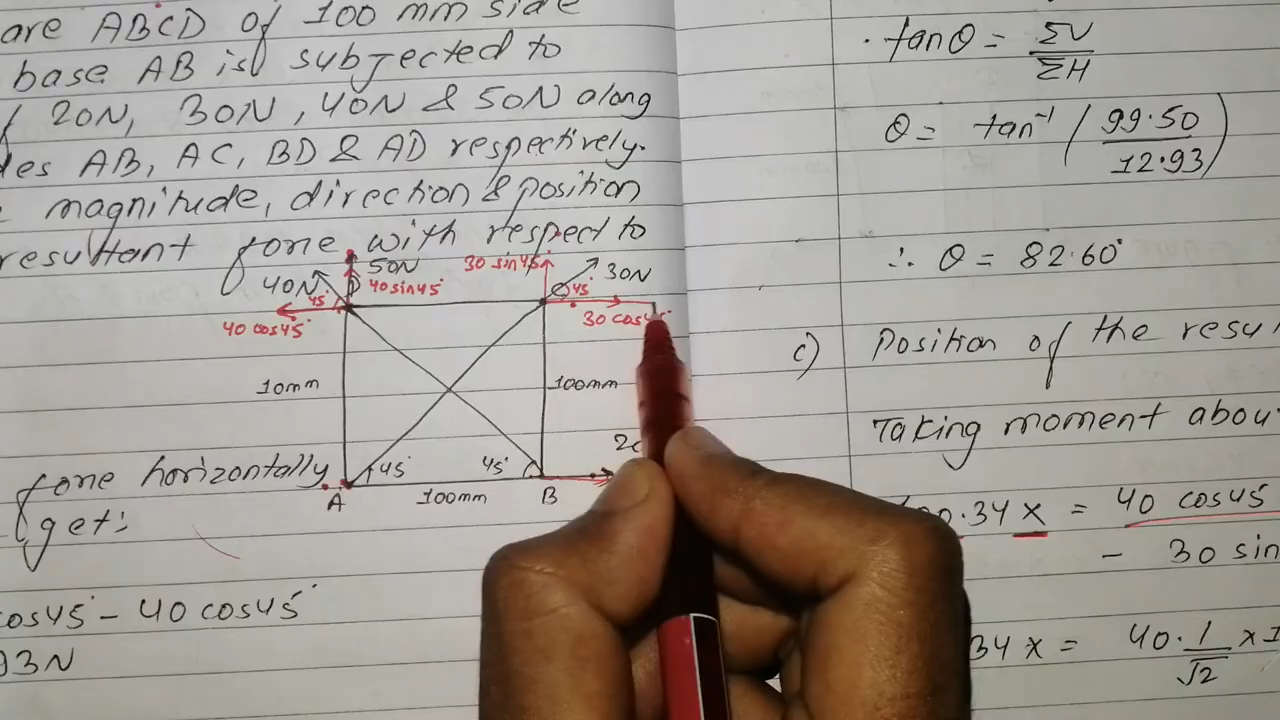 are ABCD of 100 mm side
base AB is subjected to
20N, 30N, 40N & 50N along
les AB, AC, BD & AD respectively.
magnitude, direction & position
resultant forre with respect to
50N
30 sin45°
30N
40N
40 sin45°
45°
45°
40 cos45°
30 cos45°
10mm
100mm
45°
45°
A
100mm
B
forre horizontally
get:
cos45° - 40 cos45°
93N
tanθ = ΣV / ΣH
θ = tan⁻¹ (99.50 / 12.93)
∴ θ = 82.60°
c) Position of the resu
Taking moment abou
.34 x = 40 cos45
- 30 sin
34 x = 40. 1/√2 x